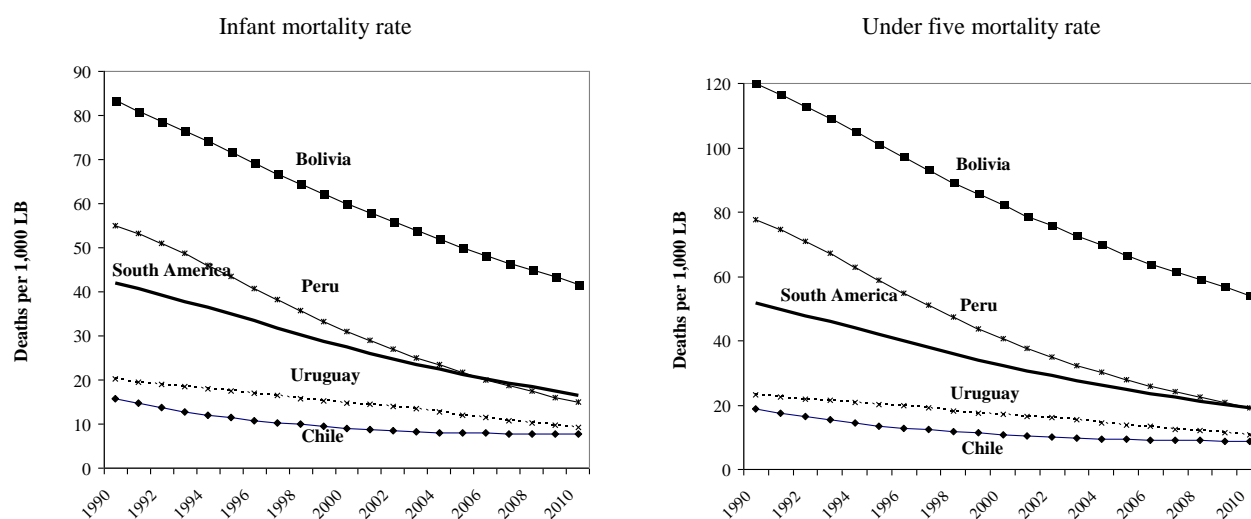 Infant mortality rate
90
80
70
60
50
40
30
20
10
0
Deaths per 1,000 LB
Bolivia
South America
Peru
Uruguay
Chile
1990
1992
1994
1996
1998
2000
2002
2004
2006
2008
2010
Under five mortality rate
120
100
80
60
40
20
0
Deaths per 1,000 LB
Bolivia
South America
Peru
Uruguay
Chile
1990
1992
1994
1996
1998
2000
2002
2004
2006
2008
2010